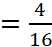 = 4/16